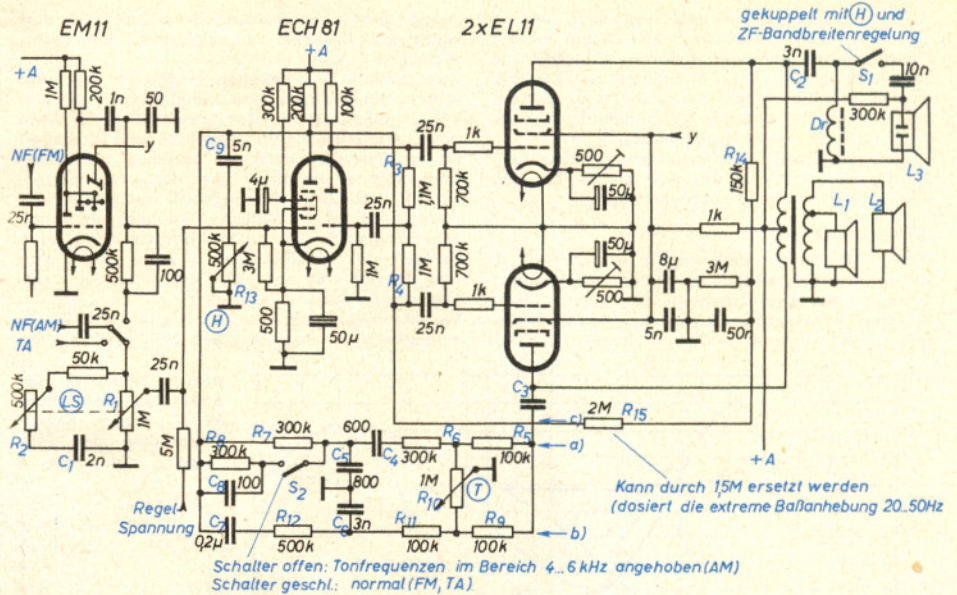 EM11
ECH 81
2xEL11
gekuppelt mit (H) und
ZF-Bandbreitenregelung
+A
1M
200k
1n
50
y
NF(FM)
25n
500k
100
NF(AM)
TA
25n
50k
500k
LS
R1
1M
R2
C1
2n
25n
5M
Regel-
Spannung
+A
300k
200k
100k
C9
5n
4µ
500k
R13
H
3M
500
50µ
25n
1M
R3
1,1M
25n
1k
700k
R4
1M
700k
25n
1k
500
50µ
50µ
500
y
3n
C2
S1
10n
300k
Dr
L3
R14
150k
L1
L2
1k
8µ
3M
5n
50n
C3
c)
2M
R15
a)
+A
R8
R7
300k
600
C4
R6
300k
R5
100k
300k
C8
100
S2
C5
800
1M
R10
T
C7
0,2µ
R12
500k
C6
3n
R11
100k
R9
100k
b)
Kann durch 1,5M ersetzt werden
(dosiert die extreme Baßanhebung 20...50Hz
Schalter offen: Tonfrequenzen im Bereich 4...6 kHz angehoben (AM)
Schalter geschl.: normal (FM, TA)